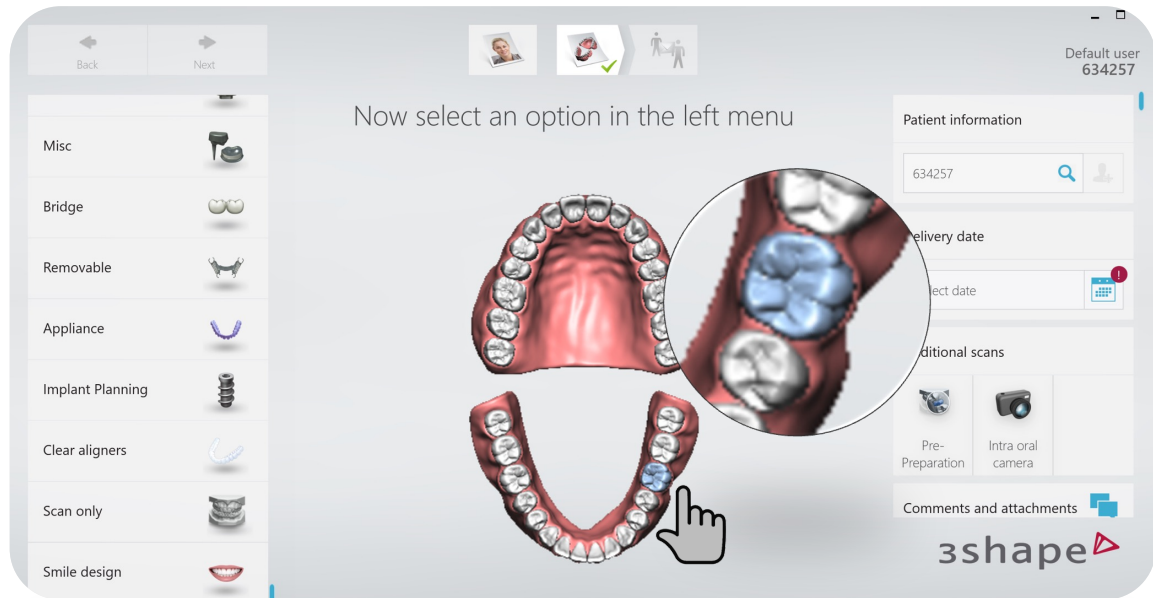 Back
Next
Default user
634257
Now select an option in the left menu
Misc
Bridge
Removable
Appliance
Implant Planning
Clear aligners
Scan only
Smile design
Patient information
634257
elivery date
ect date
!
ditional scans
Pre-
Preparation
Intra oral
camera
Comments and attachments
3shape